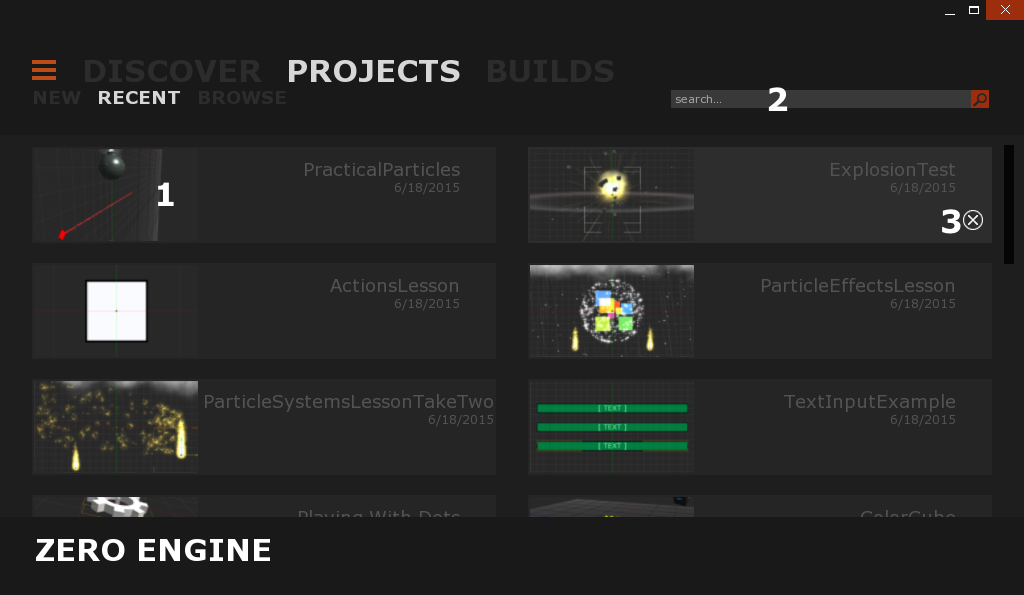 DISCOVER PROJECTS BUILDS
NEW RECENT BROWSE
search... 2
PracticalParticles
6/18/2015
1
ExplosionTest
6/18/2015
3
ActionsLesson
6/18/2015
ParticleEffectsLesson
6/18/2015
ParticleSystemsLessonTakeTwo
6/18/2015
TextInputExample
6/18/2015
[ TEXT ]
[ TEXT ]
[ TEXT ]
Playing With Dots
ColorCube
ZERO ENGINE